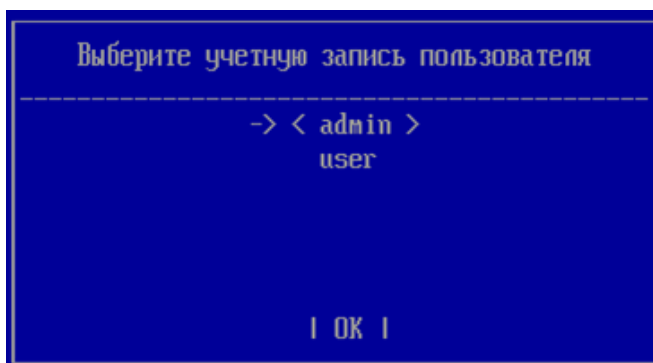 Выберите учетную запись пользователя
-> < admin >
user
| OK |